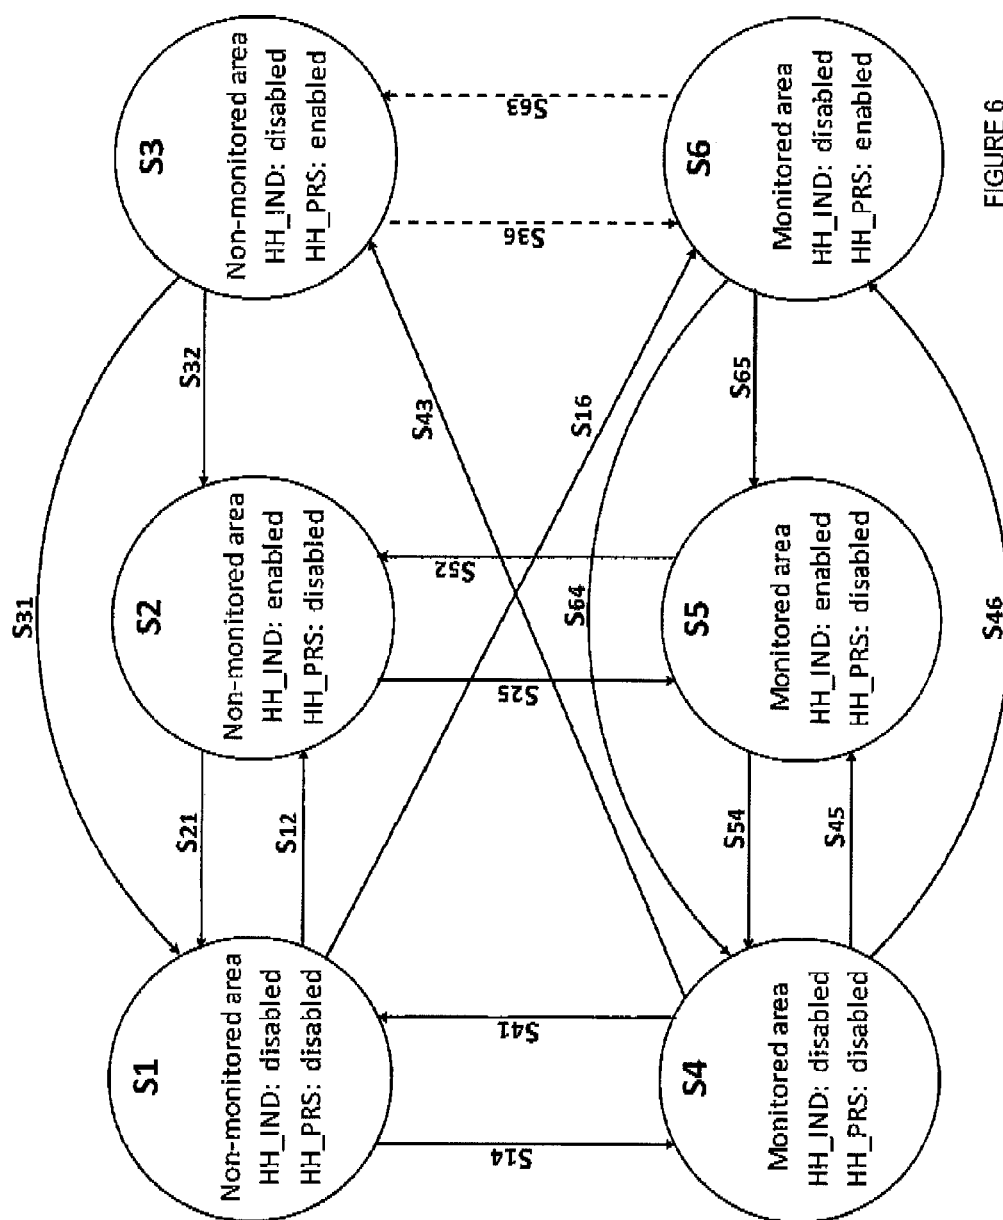 S31
S1
Non-monitored area
HH_IND: disabled
HH_PRS: disabled
S21
S12
S2
Non-monitored area
HH_IND: enabled
HH_PRS: disabled
S32
S3
Non-monitored area
HH_IND: disabled
HH_PRS: enabled
S14
S41
S25
S52
S43
S16
S36
S63
S64
S4
Monitored area
HH_IND: disabled
HH_PRS: disabled
S54
S45
S5
Monitored area
HH_IND: enabled
HH_PRS: disabled
S65
S6
Monitored area
HH_IND: disabled
HH_PRS: enabled
S46
FIGURE 6